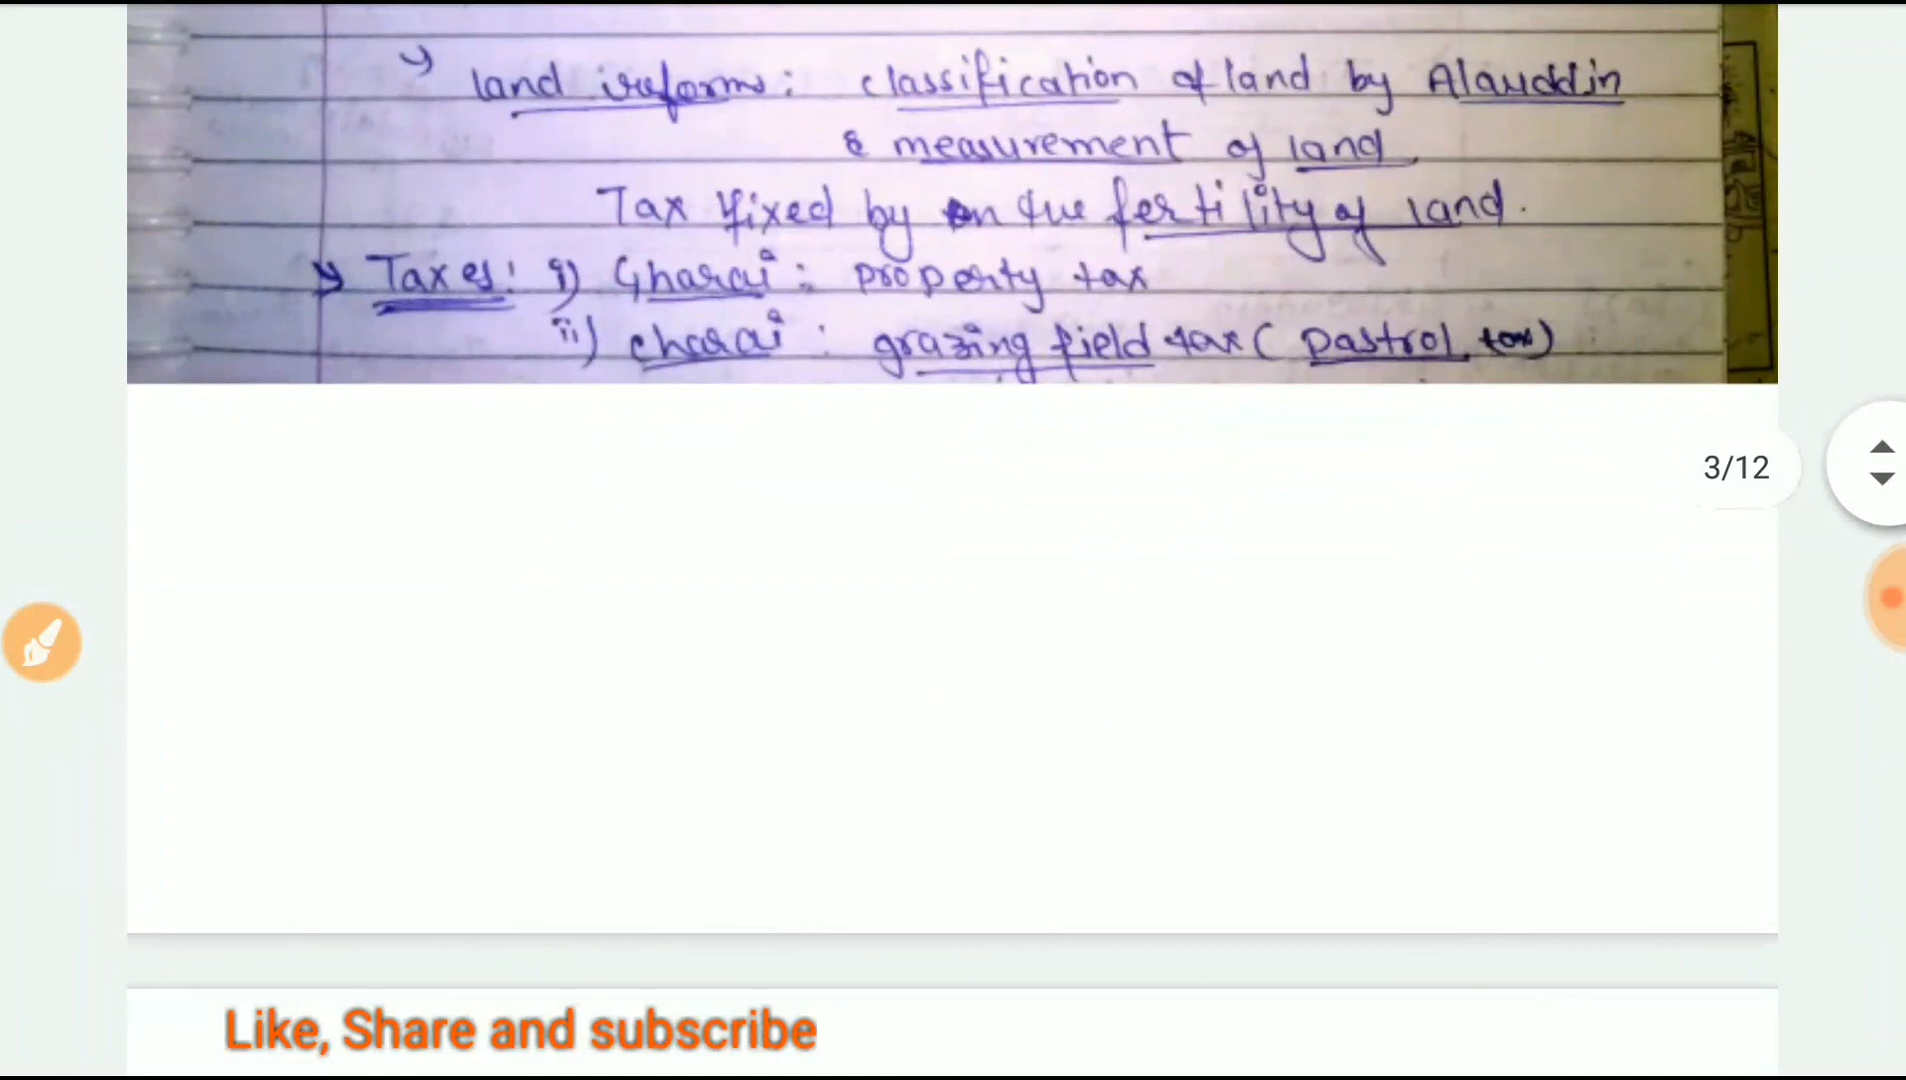 land reforms: classification of land by Alauddin
& measurement of land
Tax fixed by on the fertility of land.
Taxes: i) Gharai: property tax
ii) charai: grazing field tax (pastrol tax)
3/12
Like, Share and subscribe